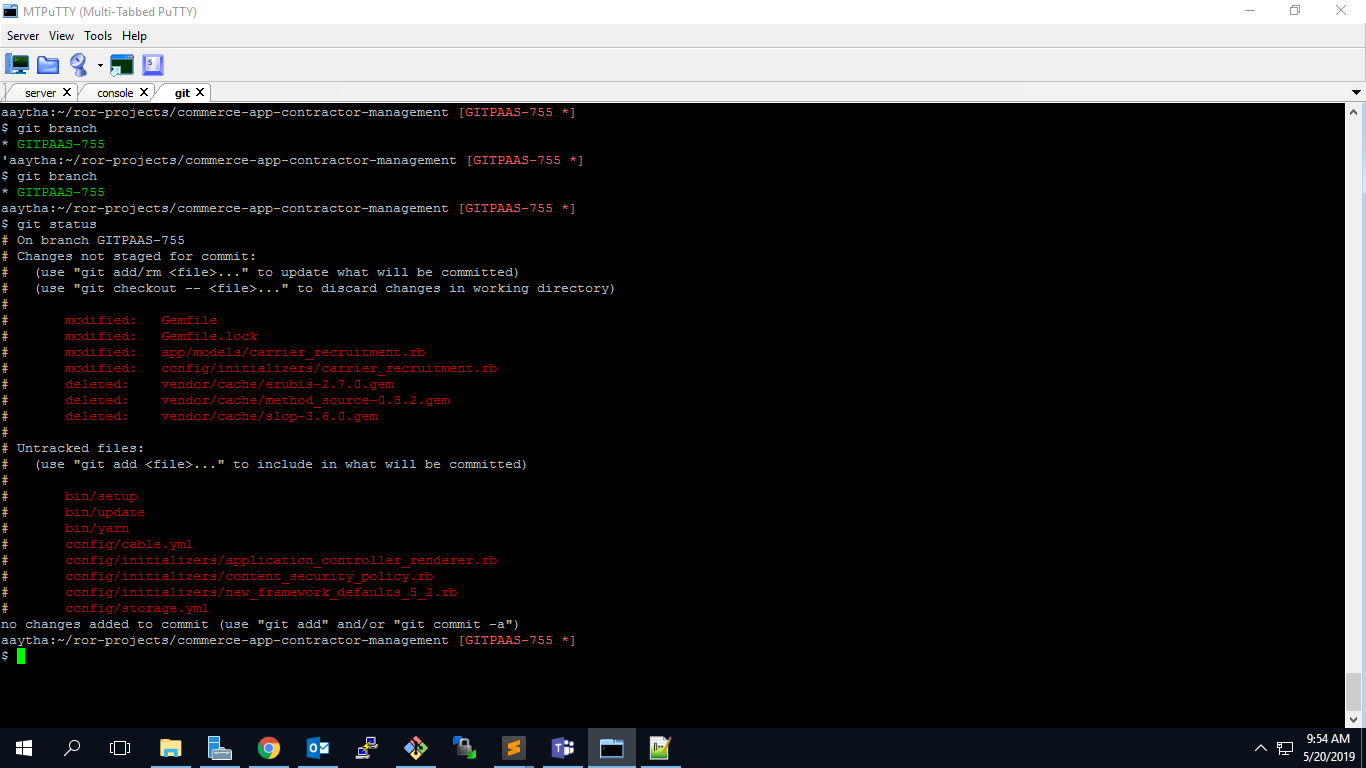 MTPuTTY (Multi-Tabbed PuTTY)
Server View Tools Help
server console git
aaytha:~/ror-projects/commerce-app-contractor-management [GITPAAS-755 *]
$ git branch
* GITPAAS-755
'aaytha:~/ror-projects/commerce-app-contractor-management [GITPAAS-755 *]
$ git branch
* GITPAAS-755
aaytha:~/ror-projects/commerce-app-contractor-management [GITPAAS-755 *]
$ git status
# On branch GITPAAS-755
# Changes not staged for commit:
#   (use "git add/rm <file>..." to update what will be committed)
#   (use "git checkout -- <file>..." to discard changes in working directory)
#
#       modified:   Gemfile
#       modified:   Gemfile.lock
#       modified:   app/models/carrier_recruitment.rb
#       modified:   config/initializers/carrier_recruitment.rb
#       deleted:    vendor/cache/erubis-2.7.0.gem
#       deleted:    vendor/cache/method_source-0.8.2.gem
#       deleted:    vendor/cache/slop-3.6.0.gem
#
# Untracked files:
#   (use "git add <file>..." to include in what will be committed)
#
#       bin/setup
#       bin/update
#       bin/yarn
#       config/cable.yml
#       config/initializers/application_controller_renderer.rb
#       config/initializers/content_security_policy.rb
#       config/initializers/new_framework_defaults_5_2.rb
#       config/storage.yml
no changes added to commit (use "git add" and/or "git commit -a")
aaytha:~/ror-projects/commerce-app-contractor-management [GITPAAS-755 *]
$
9:54 AM
5/20/2019